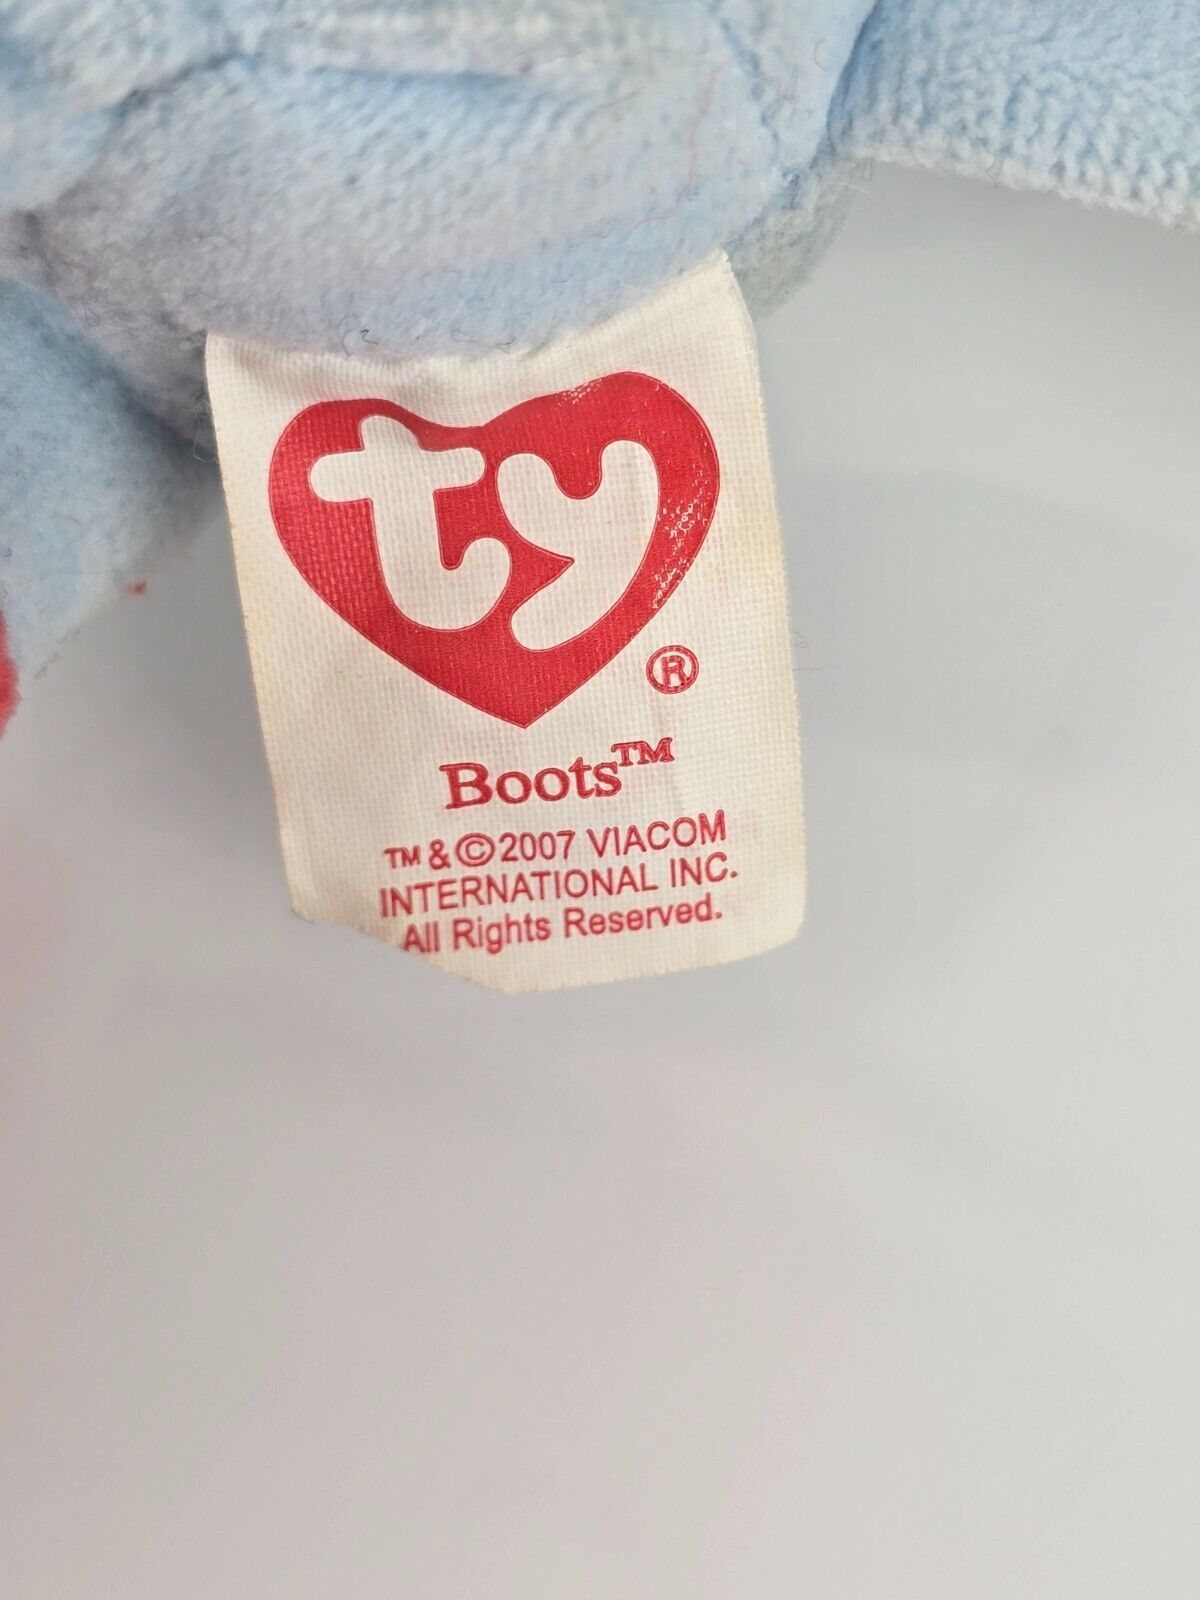 ty
®
Boots™
TM & © 2007 VIACOM
INTERNATIONAL INC.
All Rights Reserved.